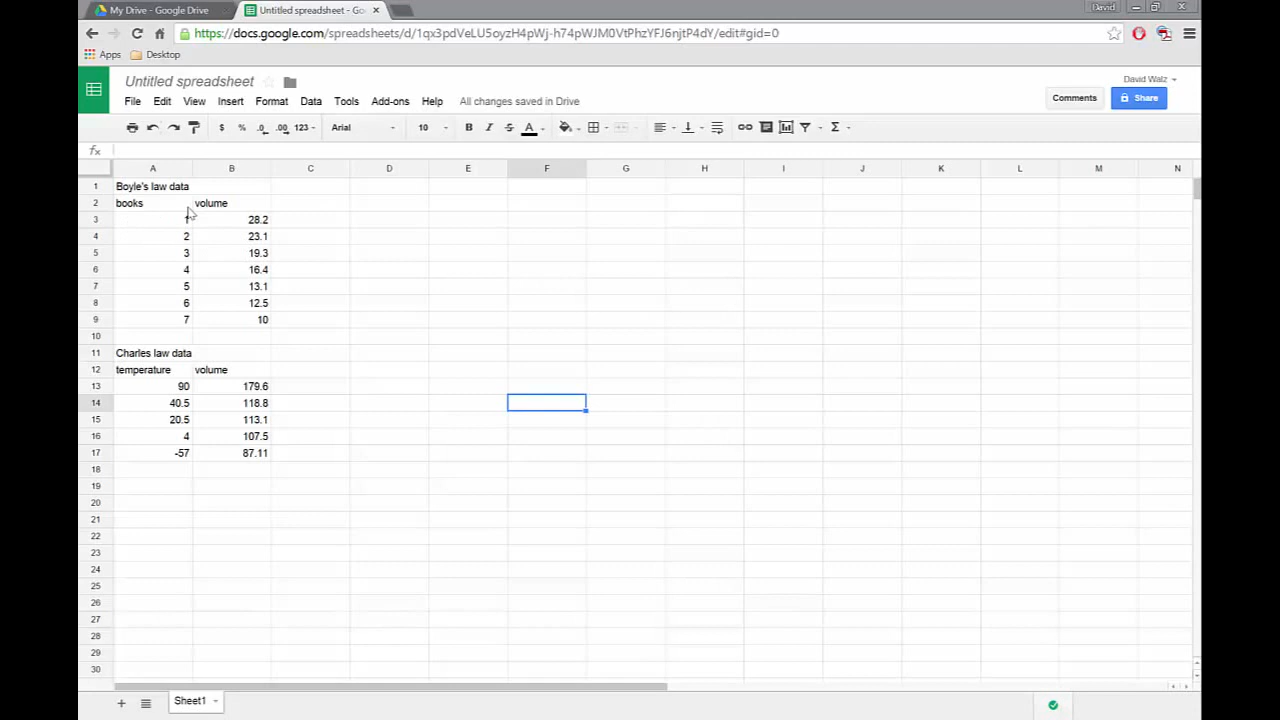 My Drive - Google Drive
Untitled spreadsheet - Go
David
https://docs.google.com/spreadsheets/d/1qx3pdVeLU5oyzH4pWj-h74pWJM0VtPhzYFJ6njtP4dY/edit#gid=0
Apps Desktop
Untitled spreadsheet
David Walz
File Edit View Insert Format Data Tools Add-ons Help All changes saved in Drive
Comments Share
$ % .0 .00 123 Arial 10 B I S A Σ
fx
A B C D E F G H I J K L M N
1 Boyle's law data
2 books volume
3 1 28.2
4 2 23.1
5 3 19.3
6 4 16.4
7 5 13.1
8 6 12.5
9 7 10
10
11 Charles law data
12 temperature volume
13 90 179.6
14 40.5 118.8
15 20.5 113.1
16 4 107.5
17 -57 87.11
18
19
20
21
22
23
24
25
26
27
28
29
30
Sheet1